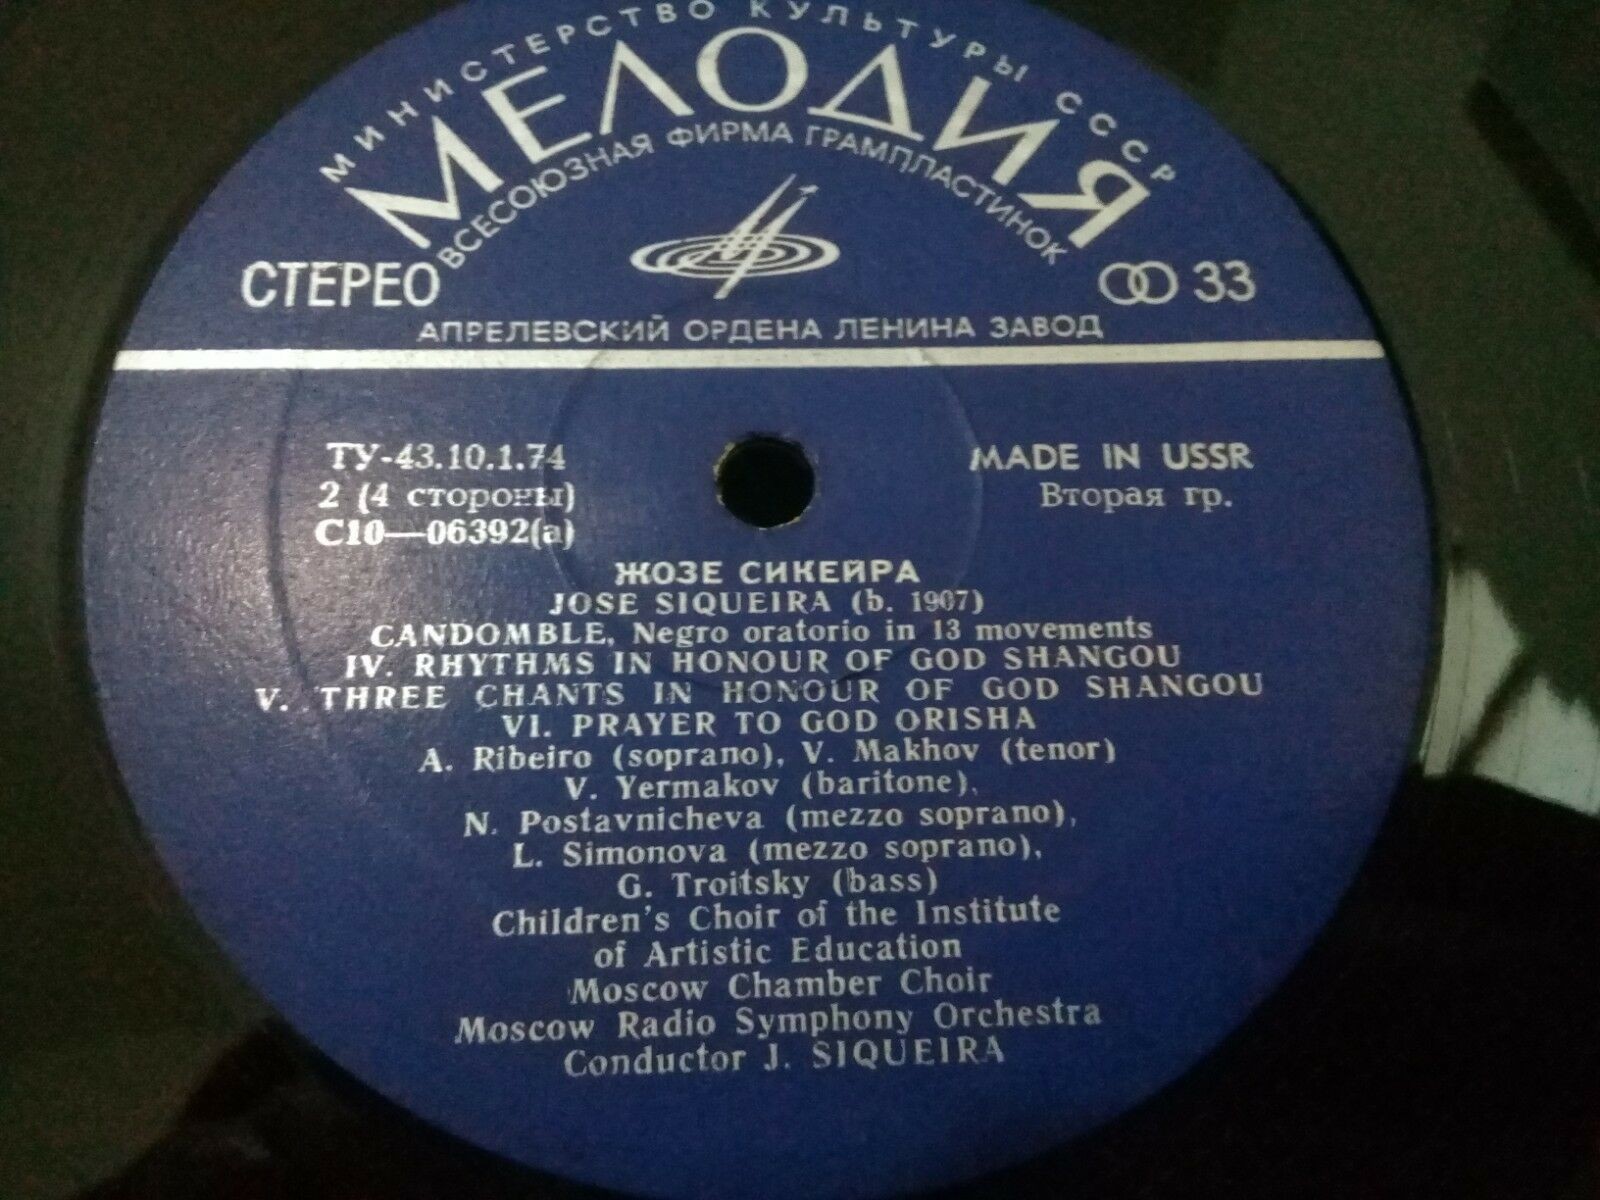 МИНИСТЕРСТВО КУЛЬТУРЫ СССР
МЕЛОДИЯ
ВСЕСОЮЗНАЯ ФИРМА ГРАМПЛАСТИНОК
СТЕРЕО
33
АПРЕЛЕВСКИЙ ОРДЕНА ЛЕНИНА ЗАВОД
ТУ-43.10.1.74
2 (4 стороны)
С10—06392(а)
MADE IN USSR
Вторая гр.
ЖОЗЕ СИКЕЙРА
JOSE SIQUEIRA (b. 1907)
CANDOMBLE, Negro oratorio in 13 movements
IV. RHYTHMS IN HONOUR OF GOD SHANGOU
V. THREE CHANTS IN HONOUR OF GOD SHANGOU
VI. PRAYER TO GOD ORISHA
A. Ribeiro (soprano), V. Makhov (tenor)
V. Yermakov (baritone),
N. Postavnicheva (mezzo soprano),
L. Simonova (mezzo soprano),
G. Troitsky (bass)
Children's Choir of the Institute
of Artistic Education
Moscow Chamber Choir
Moscow Radio Symphony Orchestra
Conductor J. SIQUEIRA